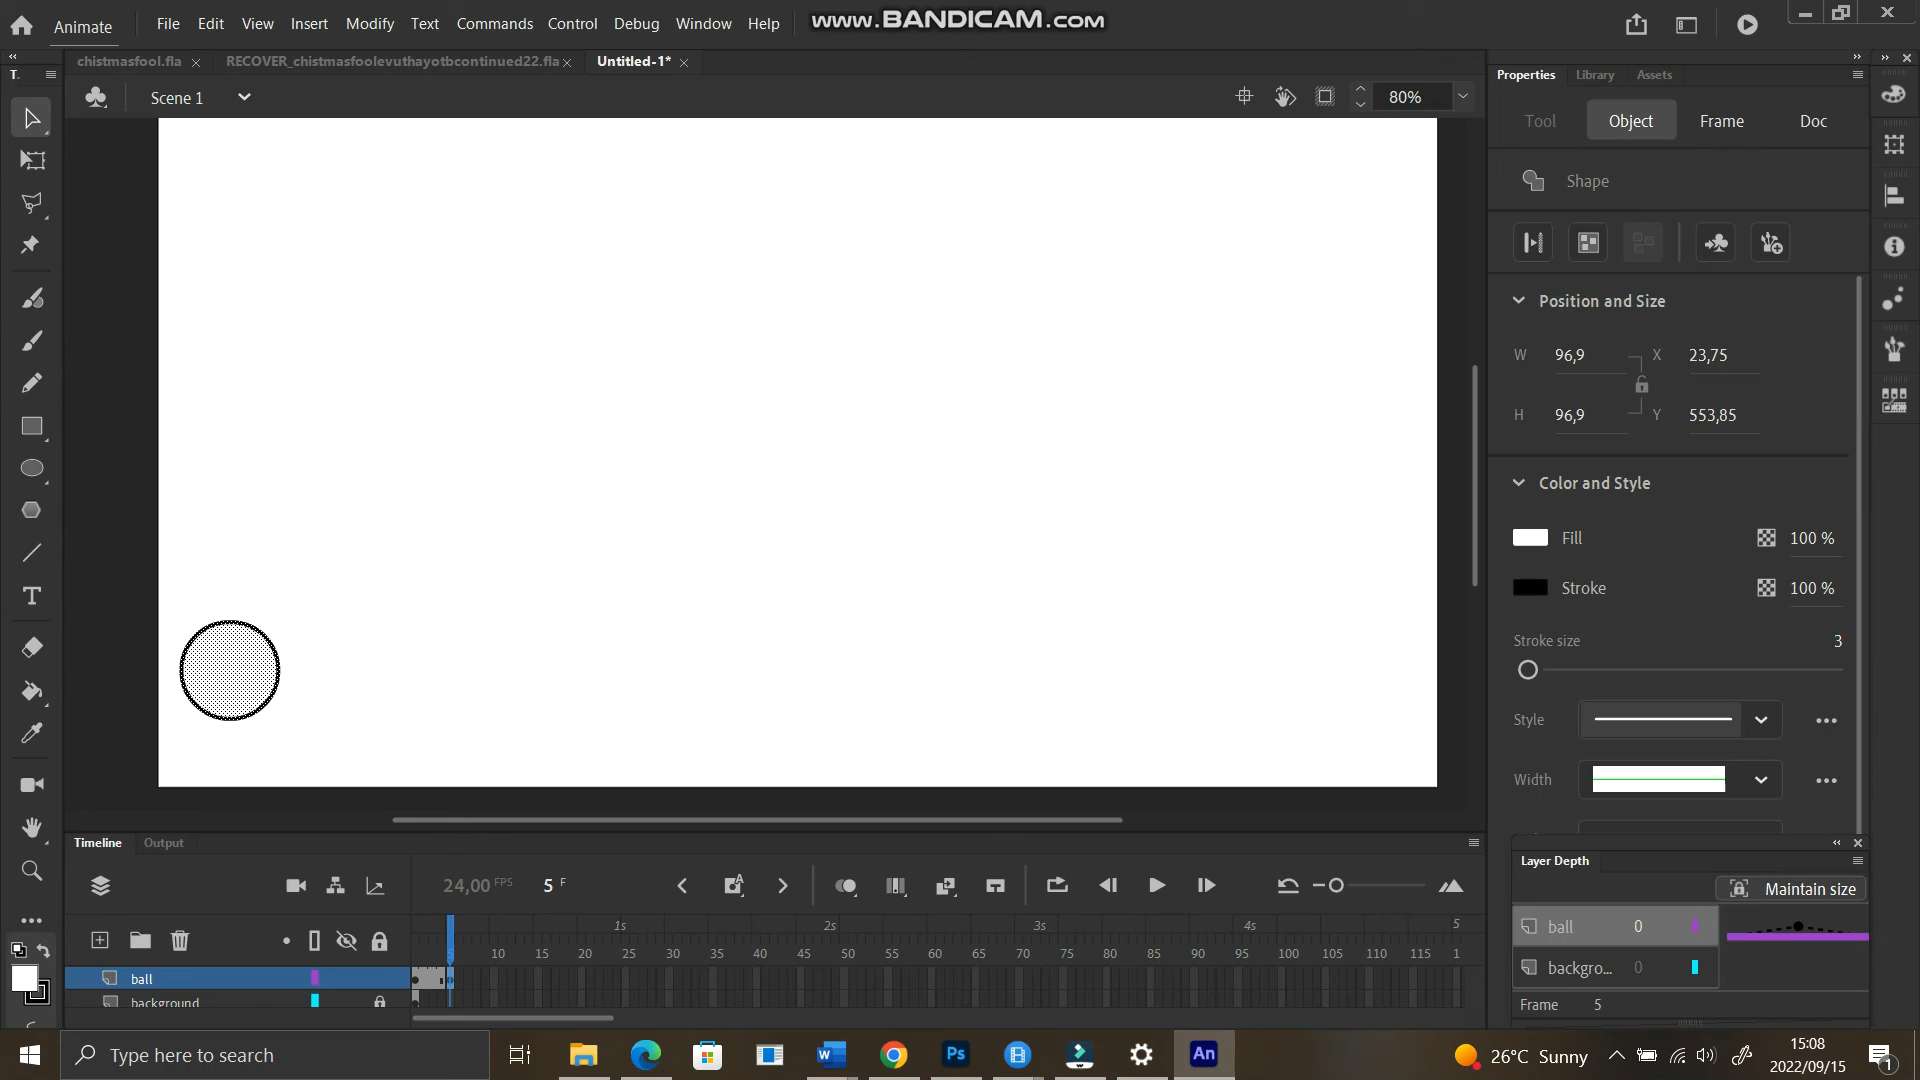 Animate File Edit View Insert Modify Text Commands Control Debug Window Help
www.BANDICAM.com
chistmasfool.fla RECOVER_chistmasfoolevuthayotbcontinued22.fla Untitled-1*
T.
Scene 1
80%
Properties Library Assets
Tool Object Frame Doc
Shape
Position and Size
W 96,9 X 23,75
H 96,9 Y 553,85
Color and Style
Fill 100 %
Stroke 100 %
Stroke size 3
Style
Width
Timeline Output
24,00 FPS 5 F
1s 2s 3s 4s 5
5 10 15 20 25 30 35 40 45 50 55 60 65 70 75 80 85 90 95 100 105 110 115 1
ball
background
Layer Depth
Maintain size
ball 0
backgro... 0
Frame 5
Type here to search
W
Ps
An
26°C Sunny
15:08
2022/09/15
1